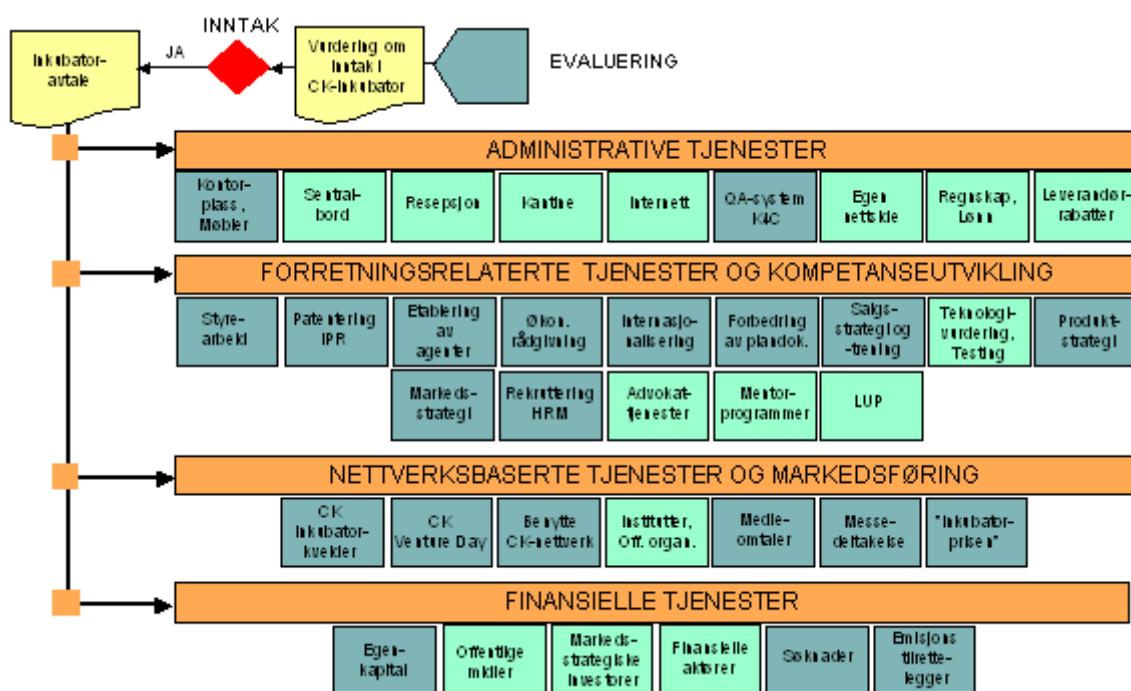 INNTAK
JA
Inkubator-
avtale
Vurdering om
Inntak i
CK-Inkubator
EVALUERING
ADMINISTRATIVE TJENESTER
Kontor-
plass,
Møbler
Sentral-
bord
Resepsjon
Kantine
Internett
QA-system
K4C
Egen
nettside
Regnskap,
Lønn
Leverandør-
rabatter
FORRETNINGSRELATERTE TJENESTER OG KOMPETANSEUTVIKLING
Styre-
arbeid
Patentering
IPR
Etablering
av
agenter
Økon.
rådgivning
Internasjo-
nalisering
Forbedring
av plandok.
Salgs-
strategi og
-trening
Teknologi-
vurdering,
Testing
Produkt-
strategi
Markeds-
strategi
Rekruttering
HRM
Advokat-
tjenester
Mentor-
programmer
LUP
NETTVERKSBASERTE TJENESTER OG MARKEDSFØRING
CK
Inkubator-
kvelder
CK
Venture Day
Benytte
CK-nettverk
Institutter,
Off. organ.
Medie-
omtaler
Messe-
deltakelse
"Inkubator-
prisen"
FINANSIELLE TJENESTER
Egen-
kapital
Offentlige
midler
Markeds-
strategiske
Investorer
Finansielle
aktører
Søknader
Emisjons
tilrette-
legger